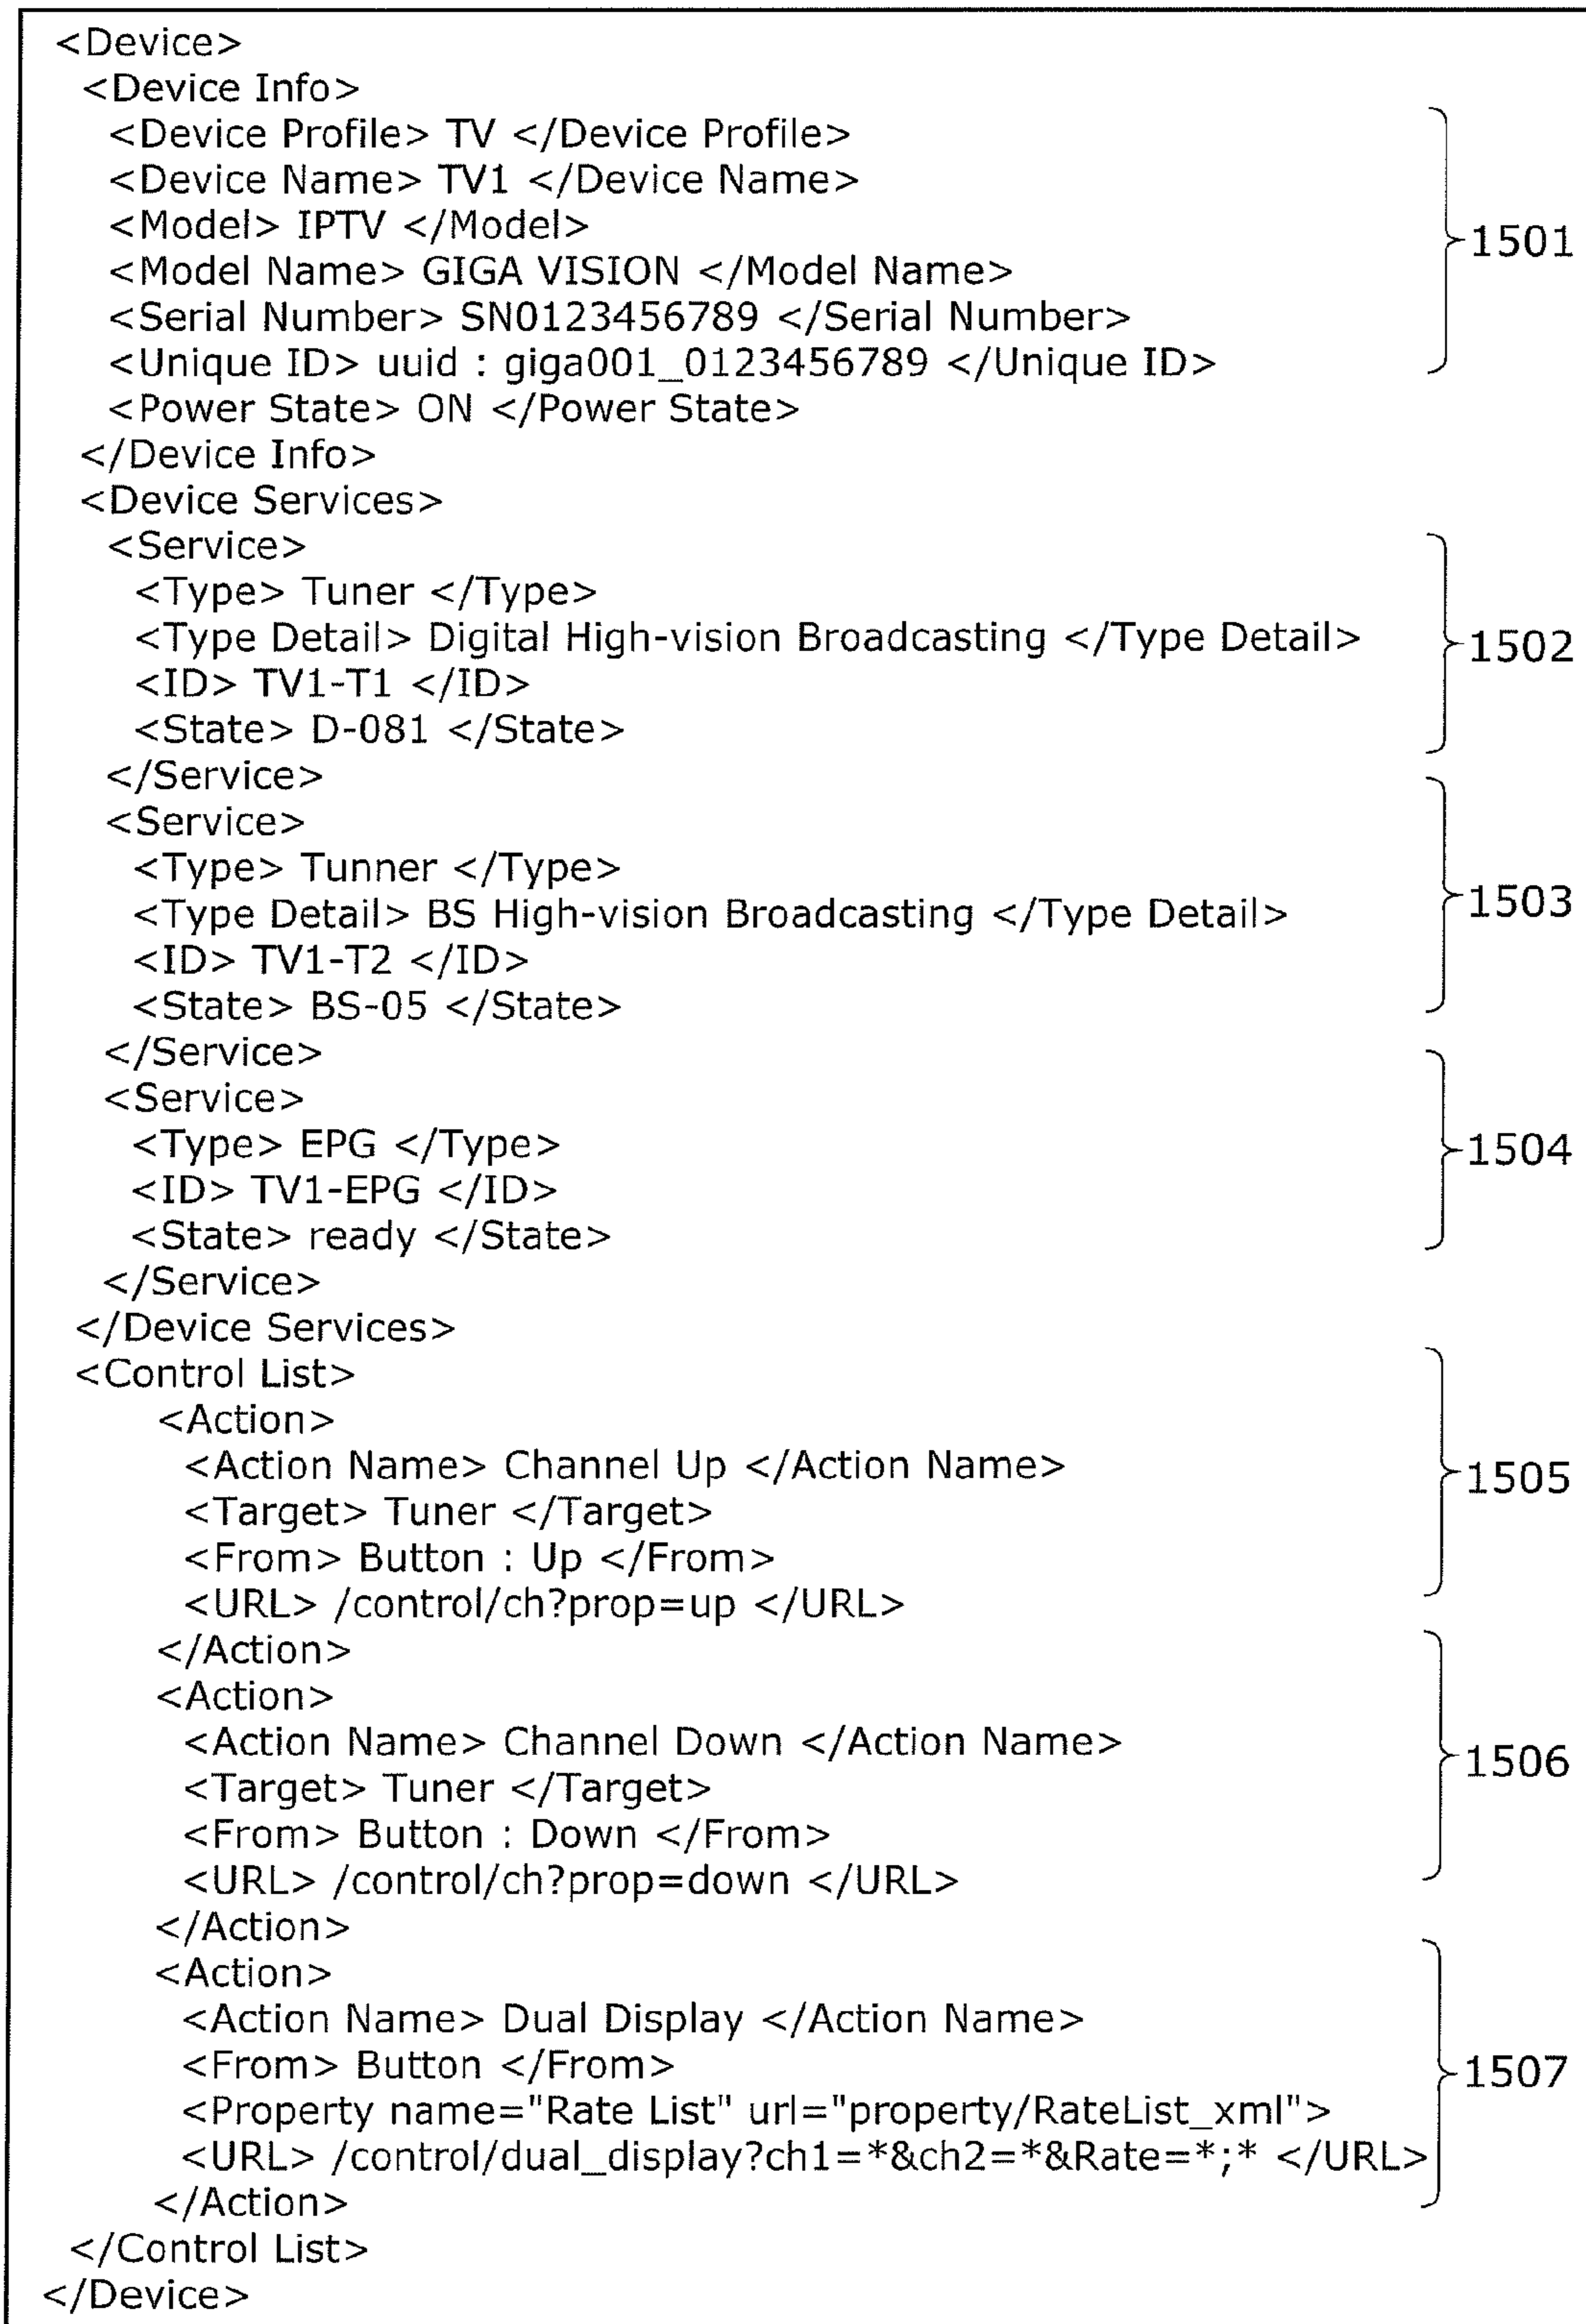 <Device>
<Device Info>
<Device Profile> TV </Device Profile>
<Device Name> TV1 </Device Name>
<Model> IPTV </Model>
<Model Name> GIGA VISION </Model Name>
<Serial Number> SN0123456789 </Serial Number>
<Unique ID> uuid : giga001_0123456789 </Unique ID>
<Power State> ON </Power State>
1501
</Device Info>
<Device Services>
<Service>
<Type> Tuner </Type>
<Type Detail> Digital High-vision Broadcasting </Type Detail>
<ID> TV1-T1 </ID>
<State> D-081 </State>
1502
</Service>
<Service>
<Type> Tunner </Type>
<Type Detail> BS High-vision Broadcasting </Type Detail>
<ID> TV1-T2 </ID>
<State> BS-05 </State>
1503
</Service>
<Service>
<Type> EPG </Type>
<ID> TV1-EPG </ID>
<State> ready </State>
1504
</Service>
</Device Services>
<Control List>
<Action>
<Action Name> Channel Up </Action Name>
<Target> Tuner </Target>
<From> Button : Up </From>
<URL> /control/ch?prop=up </URL>
1505
</Action>
<Action>
<Action Name> Channel Down </Action Name>
<Target> Tuner </Target>
<From> Button : Down </From>
<URL> /control/ch?prop=down </URL>
1506
</Action>
<Action>
<Action Name> Dual Display </Action Name>
<From> Button </From>
<Property name="Rate List" url="property/RateList_xml">
<URL> /control/dual_display?ch1=*&ch2=*&Rate=*;* </URL>
1507
</Action>
</Control List>
</Device>